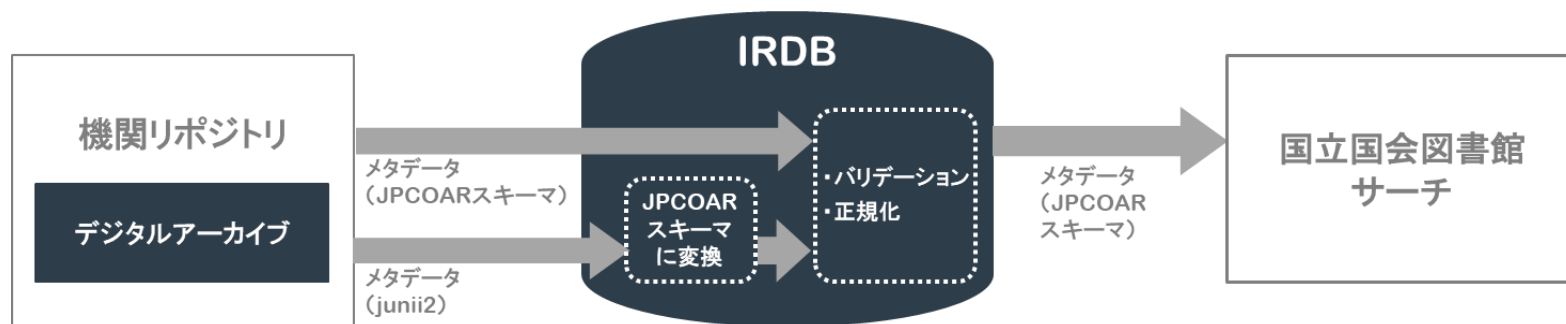 IRDB
機関リポジトリ
デジタルアーカイブ
メタデータ
（JPCOARスキーマ）
メタデータ
（junii2）
JPCOAR
スキーマ
に変換
・バリデーション
・正規化
メタデータ
（JPCOAR
スキーマ）
国立国会図書館
サーチ